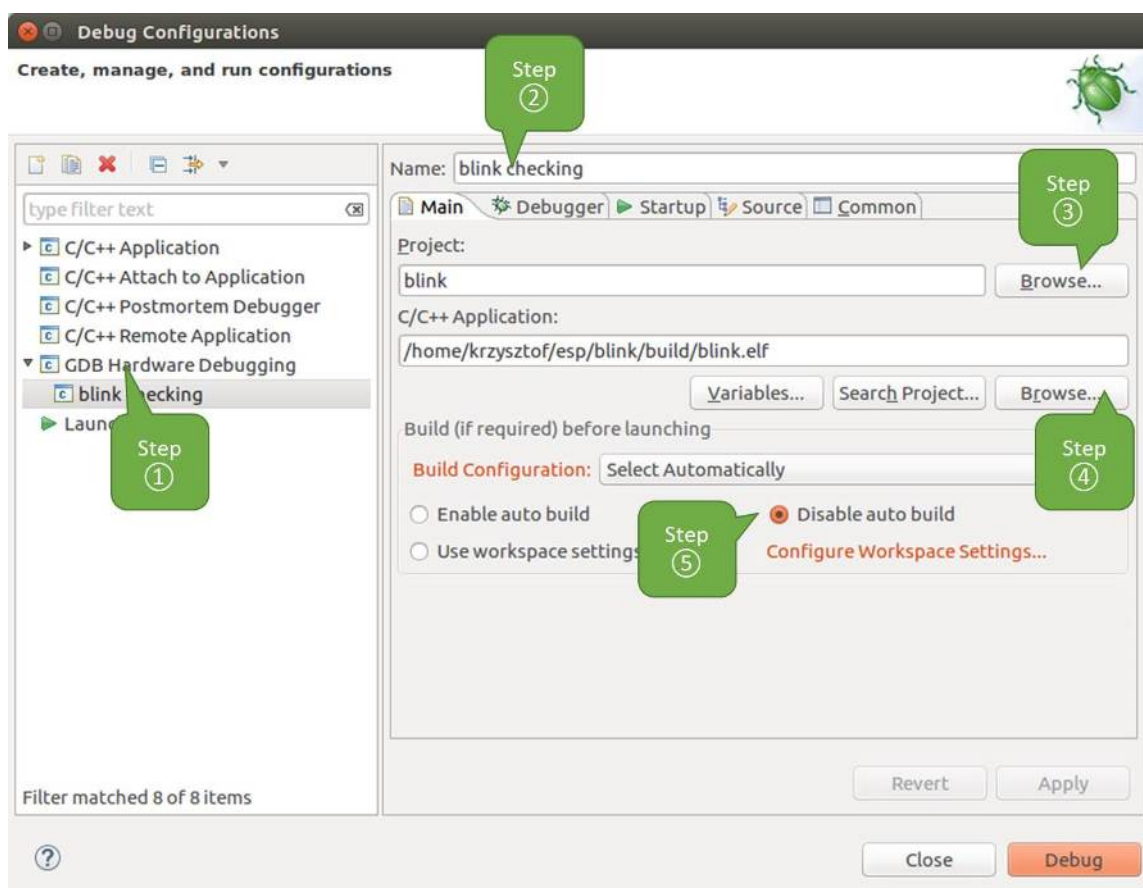 Debug Configurations
Create, manage, and run configurations
Step
②
Name: blink checking
Step
③
type filter text
Main Debugger Startup Source Common
C/C++ Application
C/C++ Attach to Application
C/C++ Postmortem Debugger
C/C++ Remote Application
GDB Hardware Debugging
blink checking
Step
①
Project:
blink Browse...
C/C++ Application:
/home/krzysztof/esp/blink/build/blink.elf
Variables... Search Project... Browse...
Build (if required) before launching
Step
④
Build Configuration: Select Automatically
Enable auto build Disable auto build
Step
⑤
Use workspace settings Configure Workspace Settings...
Filter matched 8 of 8 items
Revert Apply
Close Debug